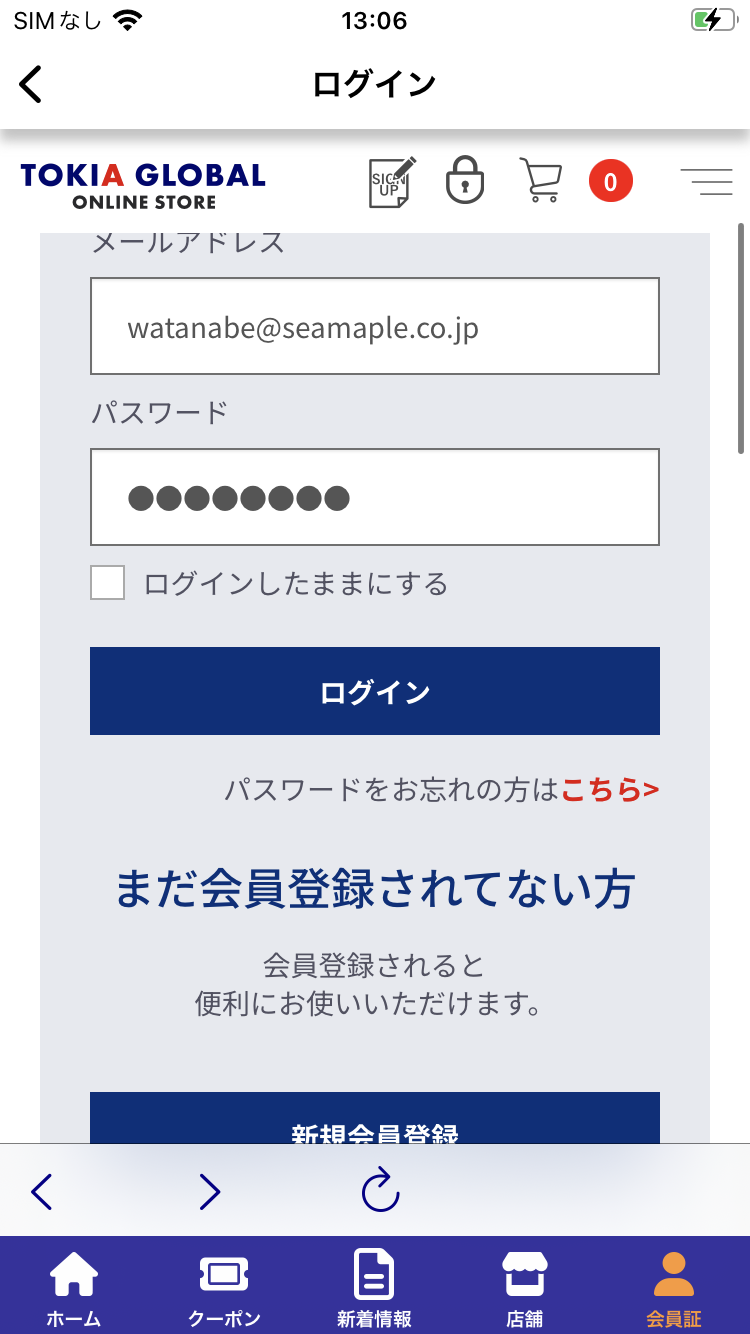 SIMなし 13:06
ログイン
TOKIA GLOBAL
ONLINE STORE
SIGN
UP
0
メールアドレス
watanabe@seamaple.co.jp
パスワード
●●●●●●●●
ログインしたままにする
ログイン
パスワードをお忘れの方はこちら>
まだ会員登録されてない方
会員登録されると
便利にお使いいただけます。
新規会員登録
ホーム クーポン 新着情報 店舗 会員証